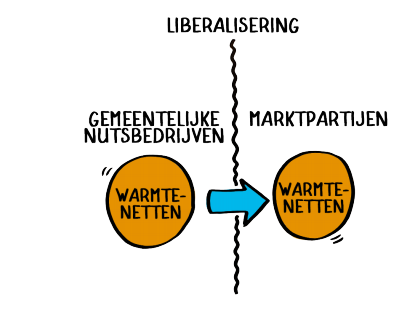 LIBERALISERING
GEMEENTELIJKE
NUTSBEDRIJVEN
MARKTPARTIJEN
WARMTE-
NETTEN
WARMTE-
NETTEN